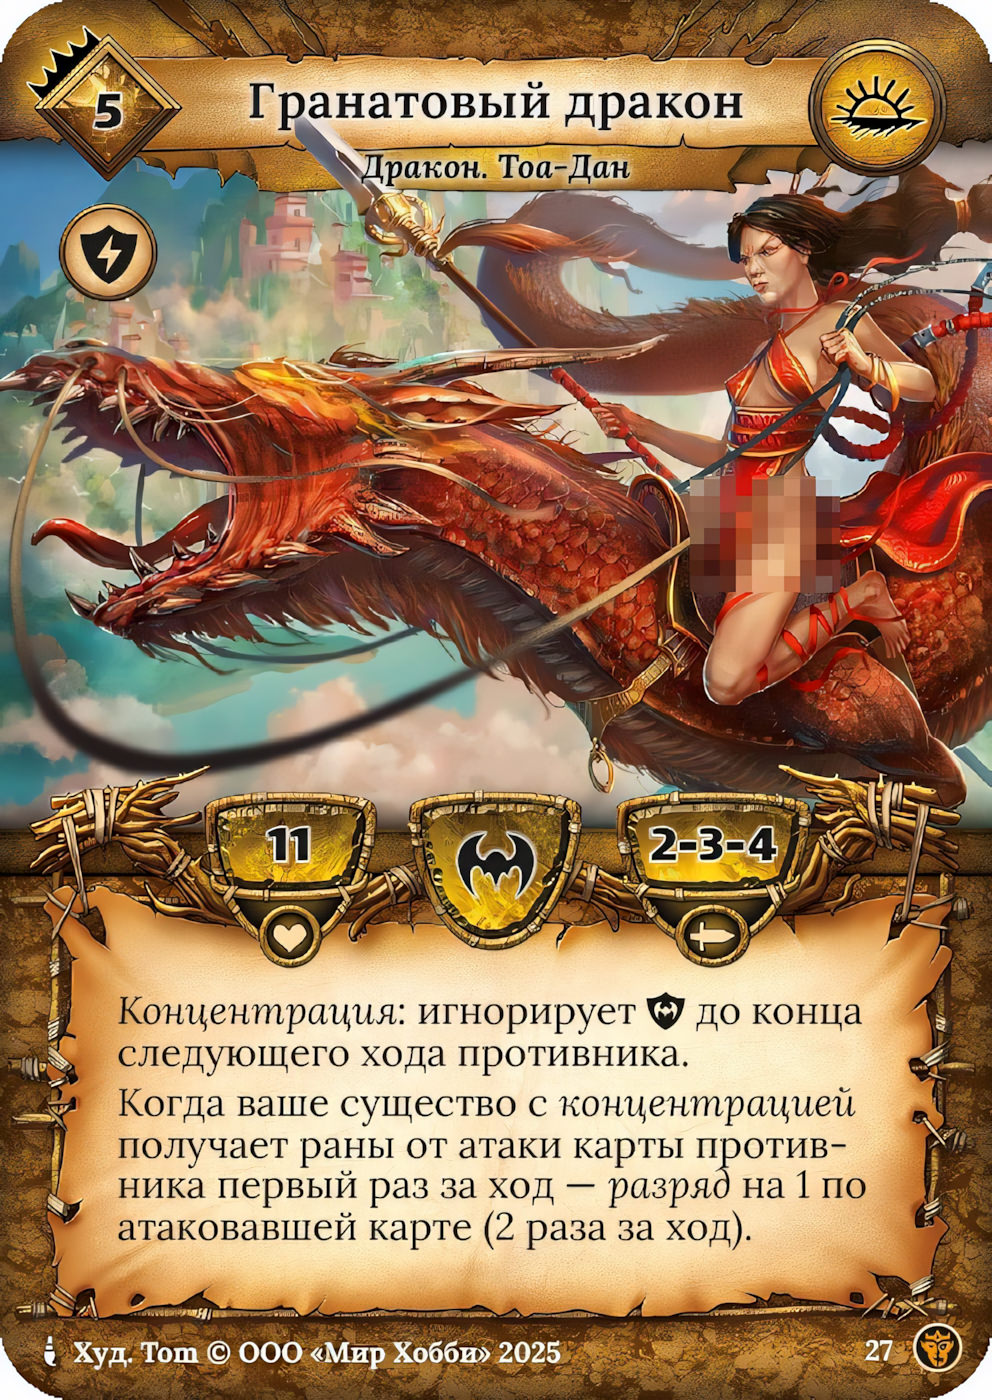 5
Гранатовый дракон
Дракон. Тоа-Дан
11
2-3-4
Концентрация: игнорирует до конца
следующего хода противника.
Когда ваше существо с концентрацией
получает раны от атаки карты против-
ника первый раз за ход — разряд на 1 по
атаковавшей карте (2 раза за ход).
Худ. Tom © ООО «Мир Хобби» 2025
27